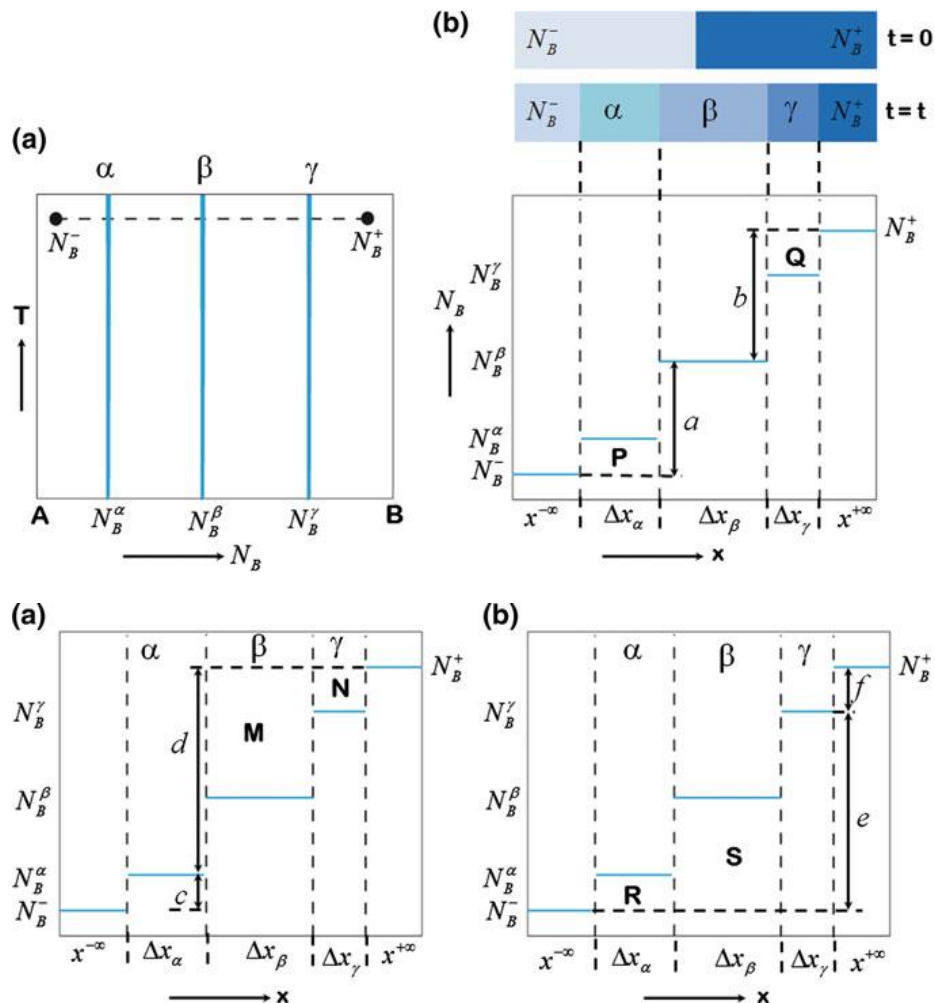 (b)
N_B^- N_B^+ t = 0
N_B^- α β γ N_B^+ t = t
(a)
α β γ
N_B^- N_B^+
T
A N_B^α N_B^β N_B^γ B
N_B
N_B
N_B^+
N_B^γ Q
b
N_B^β
a
N_B^α
P
N_B^-
x^{-∞} Δx_α Δx_β Δx_γ x^{+∞}
x
(a)
α β γ
N_B^+
N
N_B^γ
d M
N_B^β
N_B^α
c
N_B^-
x^{-∞} Δx_α Δx_β Δx_γ x^{+∞}
x
(b)
α β γ
N_B^+
f
N_B^γ
N_B^β
e
S
N_B^α
R
N_B^-
x^{-∞} Δx_α Δx_β Δx_γ x^{+∞}
x